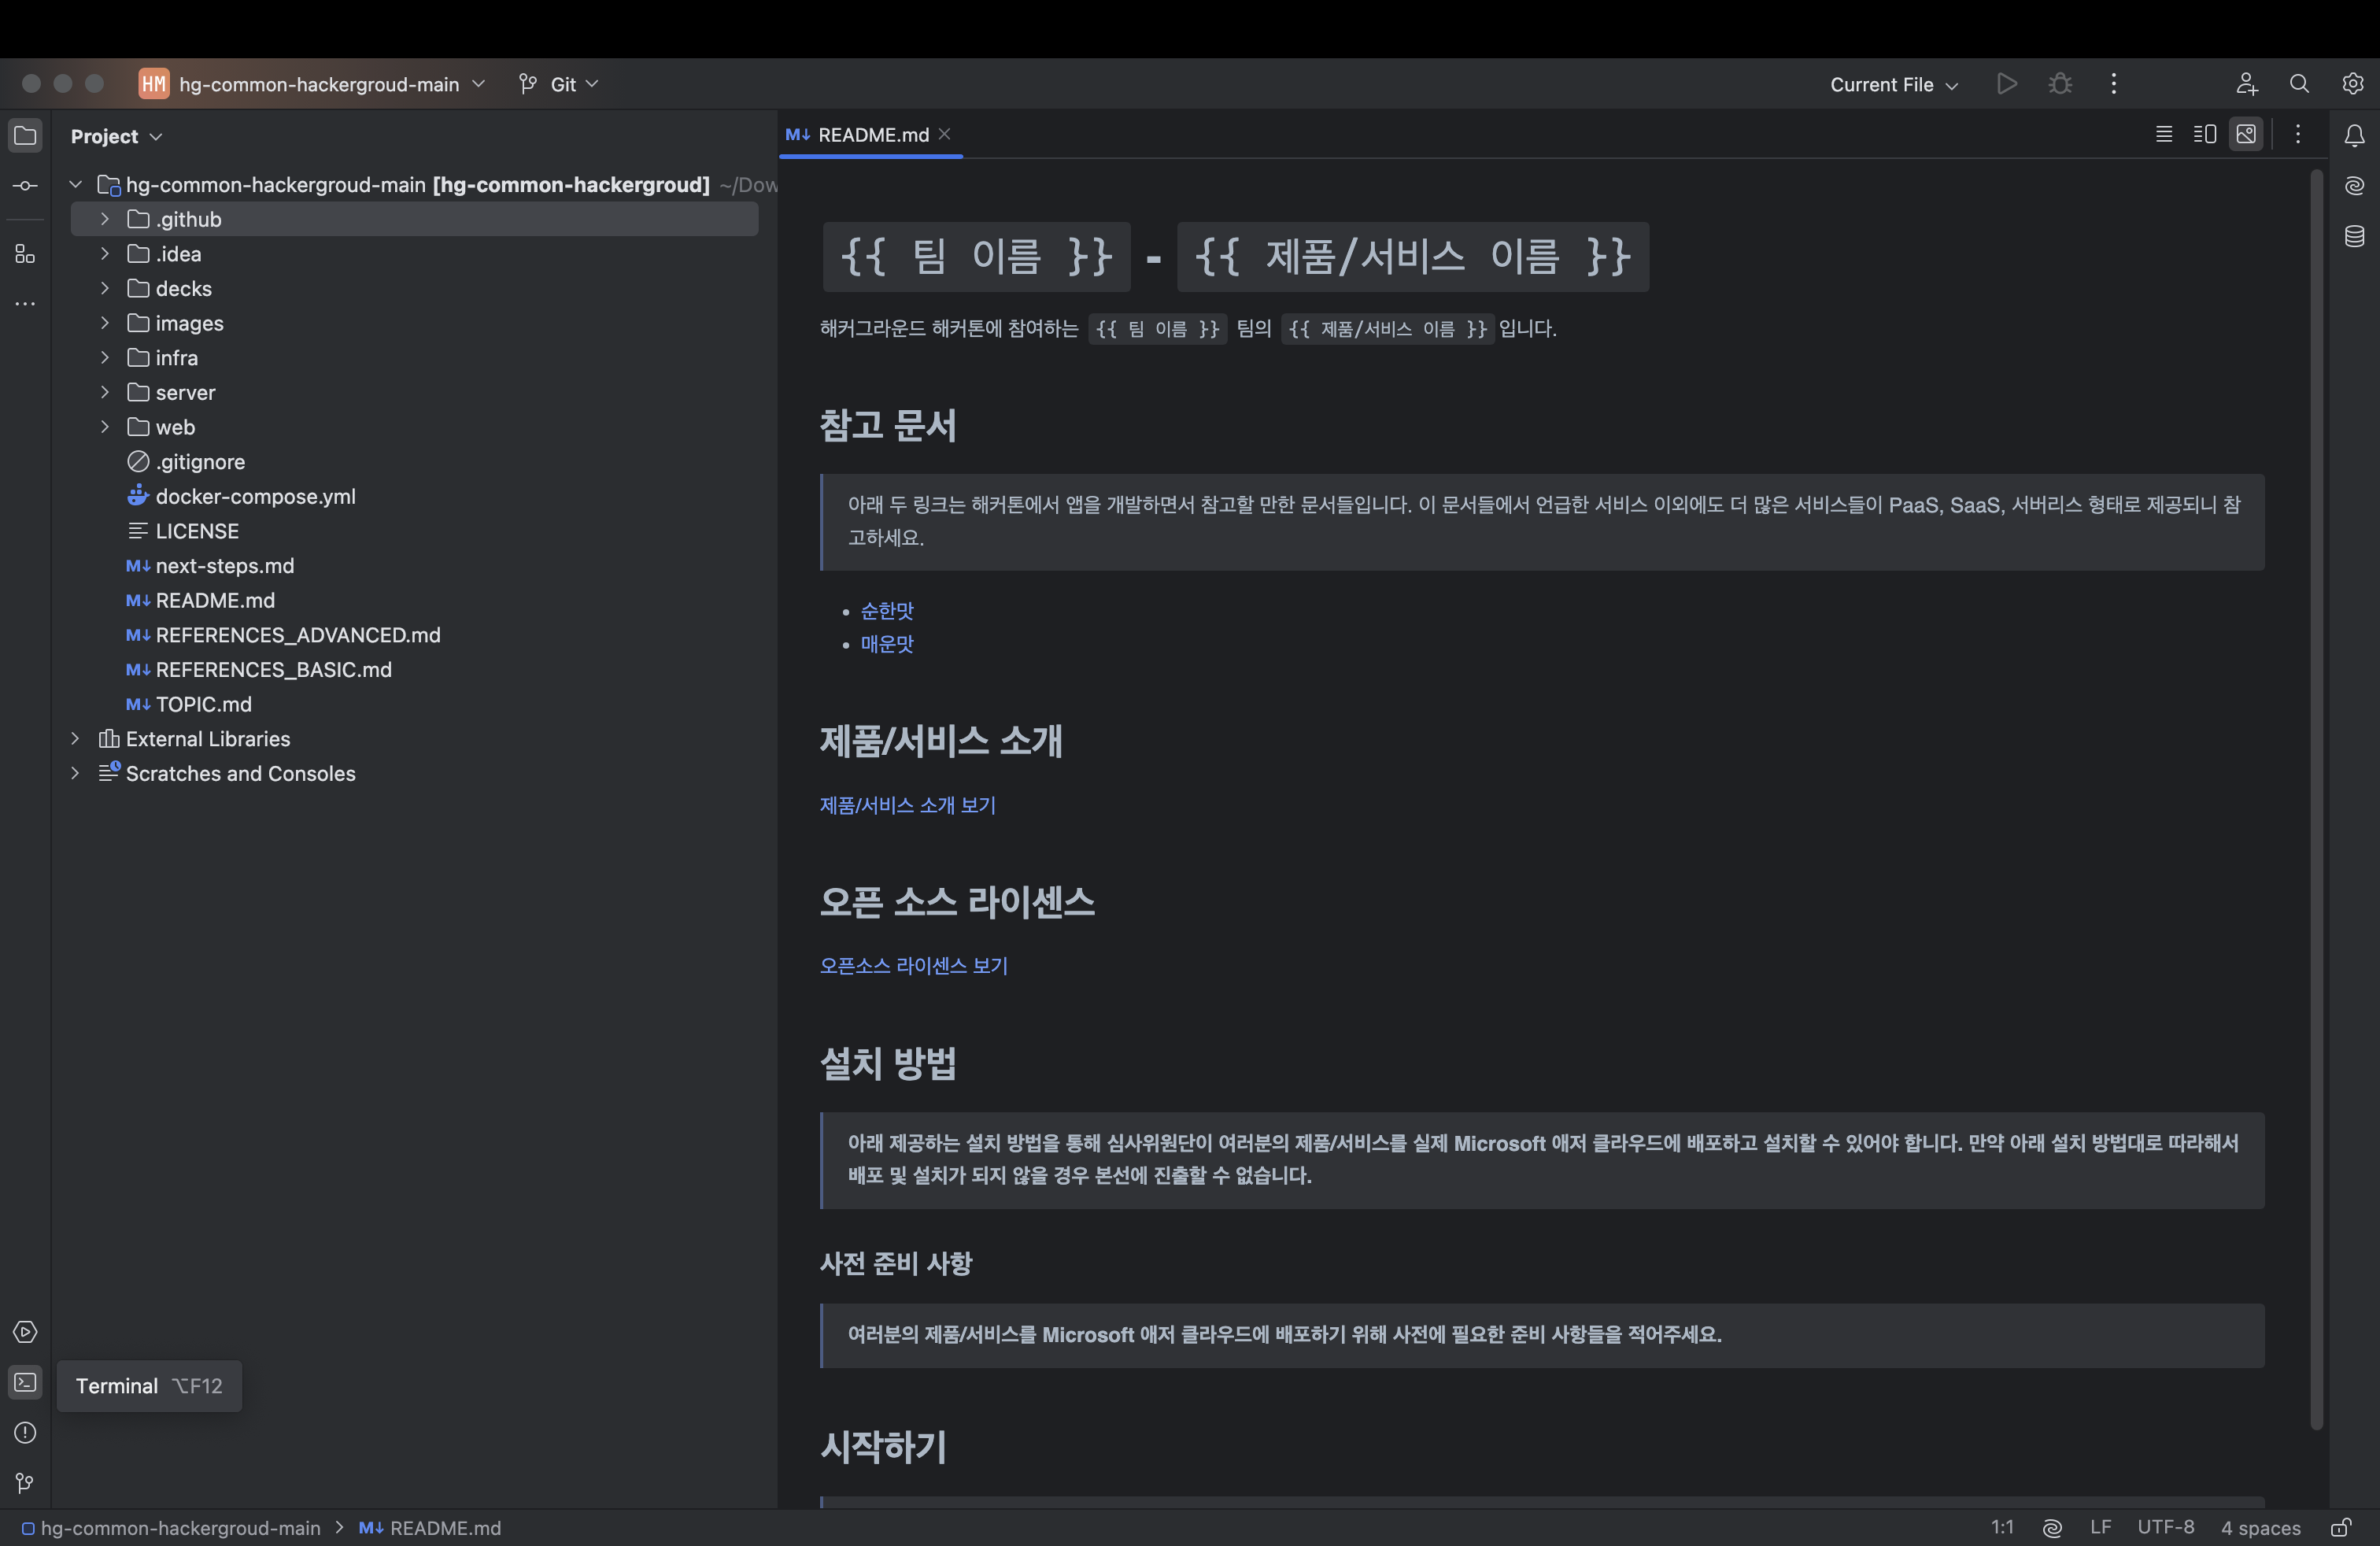 HM hg-common-hackergroud-main Git Current File
Project
hg-common-hackergroud-main [hg-common-hackergroud] ~/Dow
.github
.idea
decks
images
infra
server
web
.gitignore
docker-compose.yml
LICENSE
M↓ next-steps.md
M↓ README.md
M↓ REFERENCES_ADVANCED.md
M↓ REFERENCES_BASIC.md
M↓ TOPIC.md
External Libraries
Scratches and Consoles
Terminal ⌥F12
M↓ README.md
{{ 팀 이름 }} - {{ 제품/서비스 이름 }}
해커그라운드 해커톤에 참여하는 {{ 팀 이름 }} 팀의 {{ 제품/서비스 이름 }} 입니다.
참고 문서
아래 두 링크는 해커톤에서 앱을 개발하면서 참고할 만한 문서들입니다. 이 문서들에서 언급한 서비스 이외에도 더 많은 서비스들이 PaaS, SaaS, 서버리스 형태로 제공되니 참
고하세요.
• 순한맛
• 매운맛
제품/서비스 소개
제품/서비스 소개 보기
오픈 소스 라이센스
오픈소스 라이센스 보기
설치 방법
아래 제공하는 설치 방법을 통해 심사위원단이 여러분의 제품/서비스를 실제 Microsoft 애저 클라우드에 배포하고 설치할 수 있어야 합니다. 만약 아래 설치 방법대로 따라해서
배포 및 설치가 되지 않을 경우 본선에 진출할 수 없습니다.
사전 준비 사항
여러분의 제품/서비스를 Microsoft 애저 클라우드에 배포하기 위해 사전에 필요한 준비 사항들을 적어주세요.
시작하기
hg-common-hackergroud-main > M↓ README.md 1:1 LF UTF-8 4 spaces